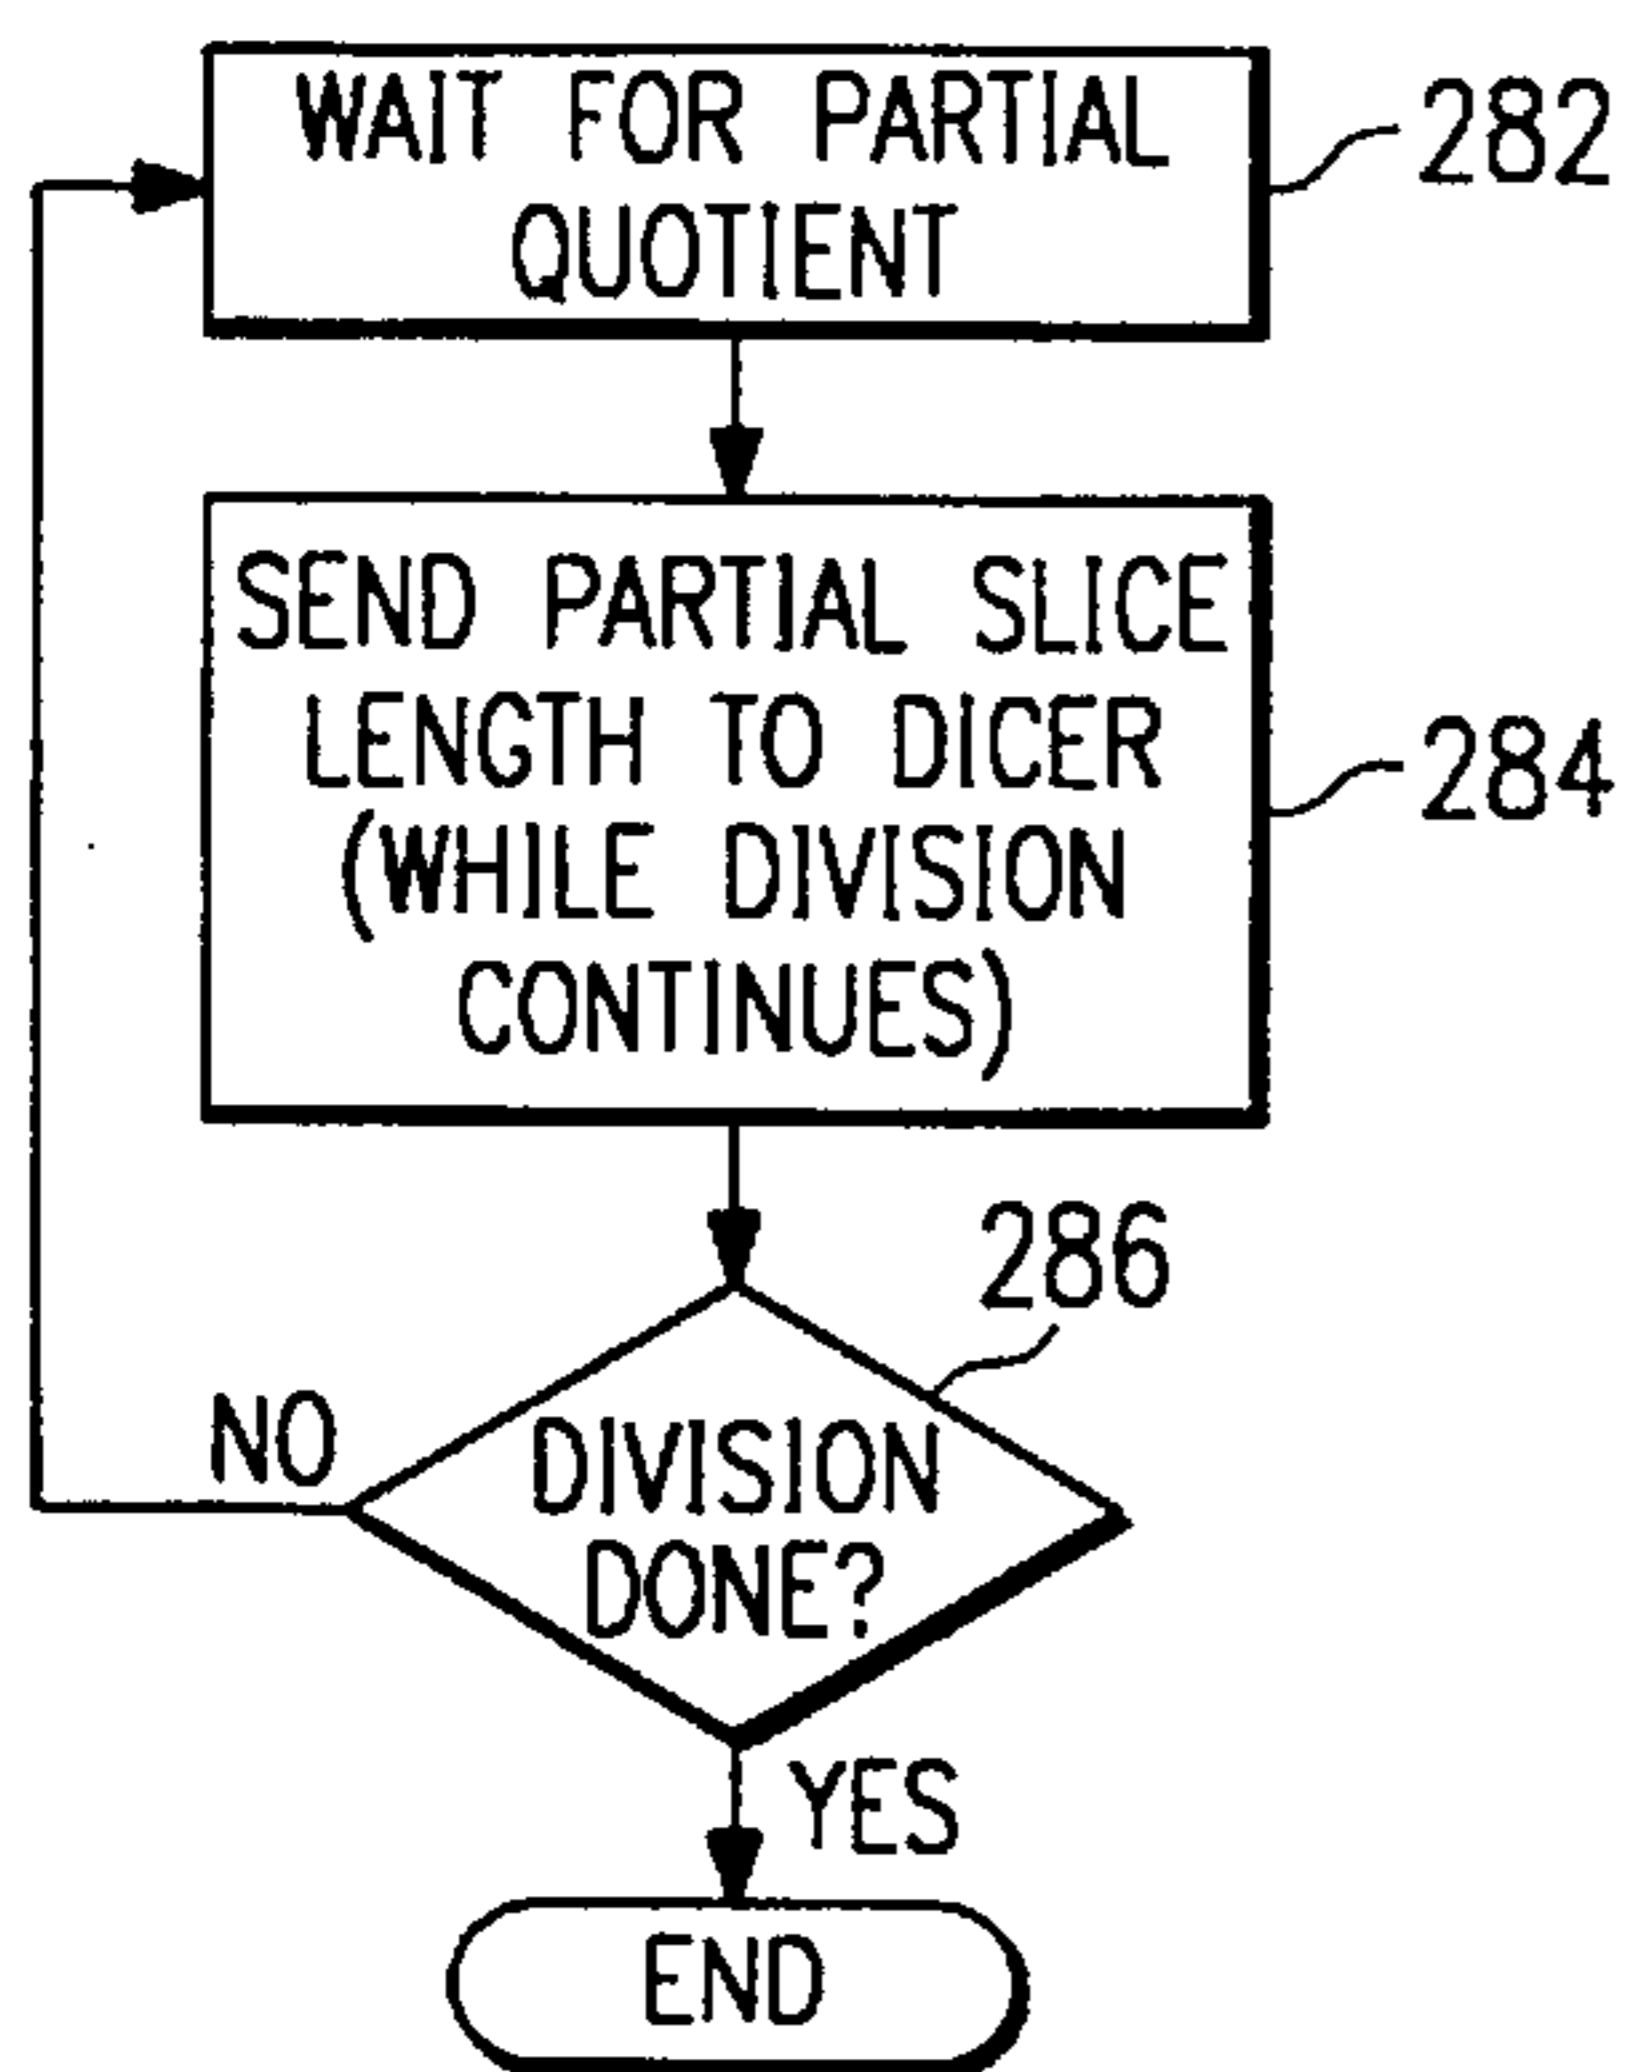 WAIT FOR PARTIAL
QUOTIENT
282
SEND PARTIAL SLICE
LENGTH TO DICER
(WHILE DIVISION
CONTINUES)
284
286
DIVISION
DONE?
NO
YES
END